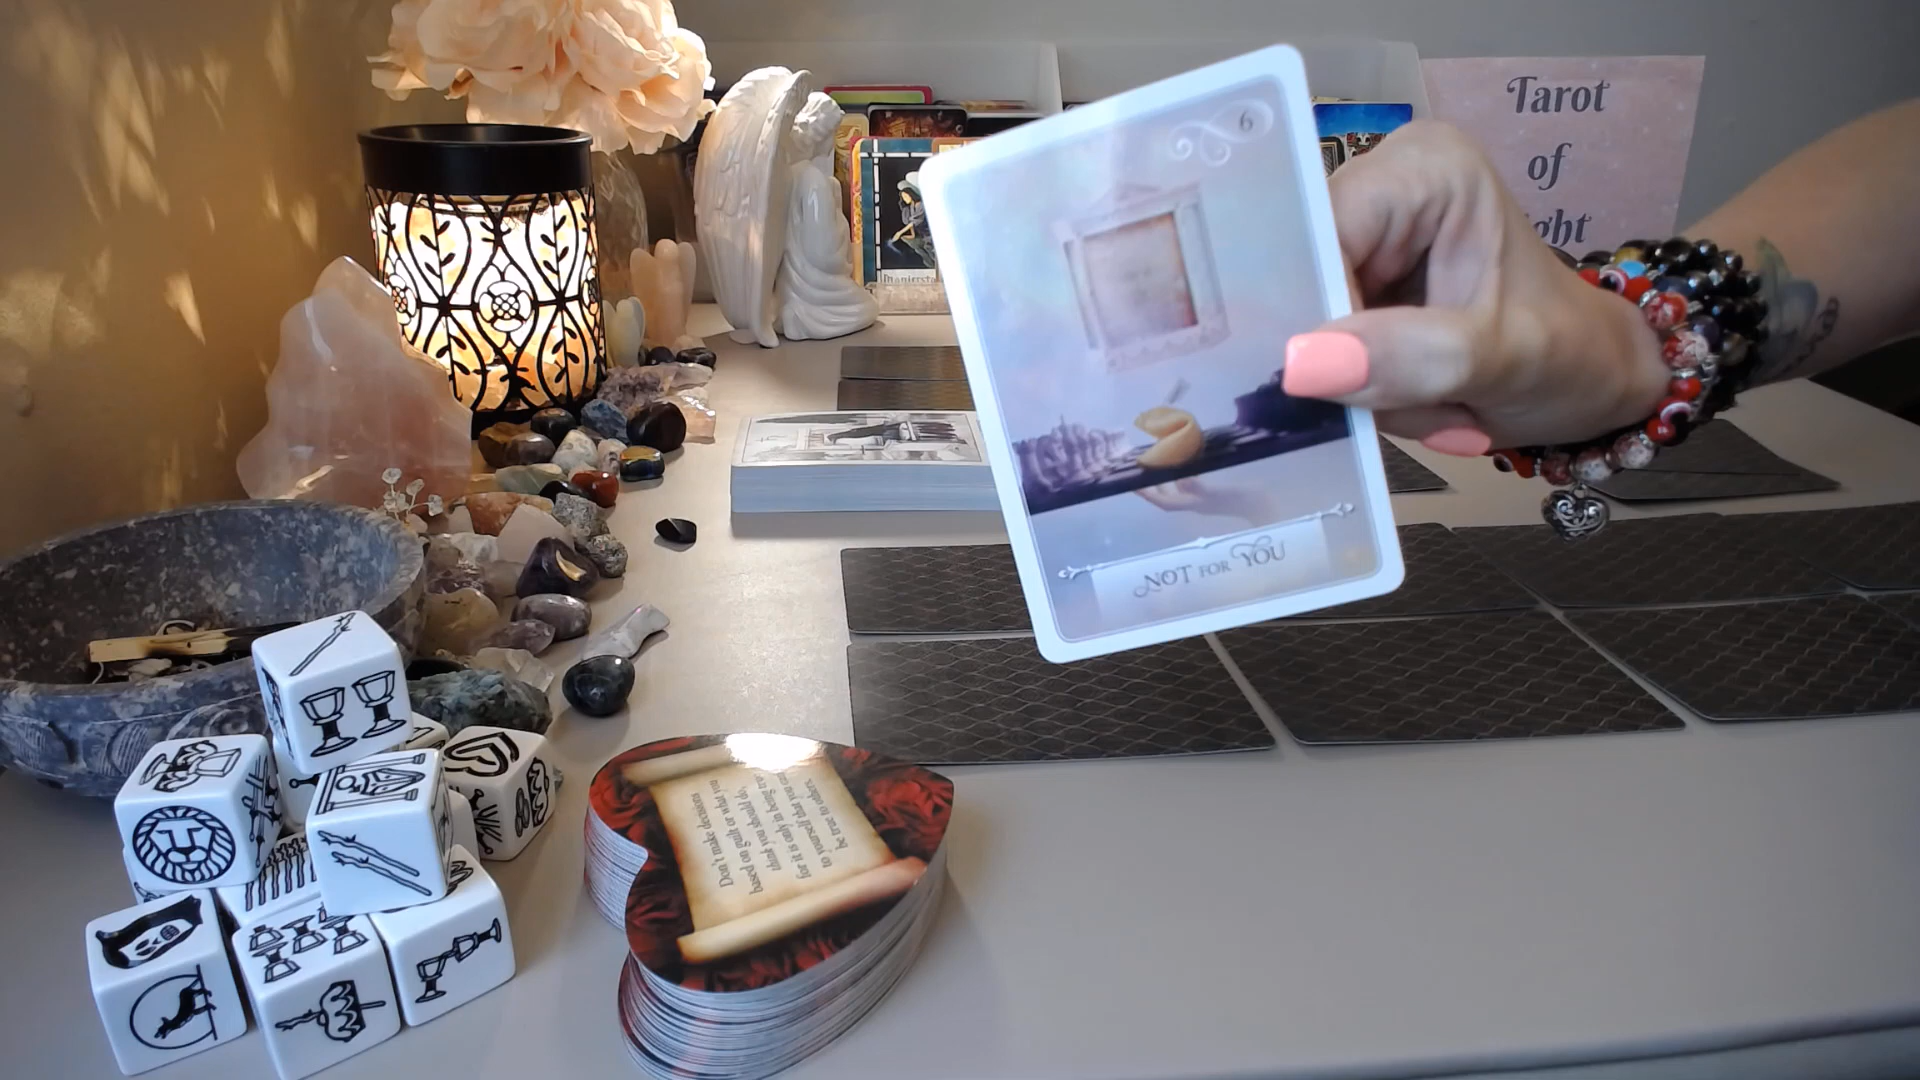 Tarot
of
6
NOT FOR YOU
Don't make decisions
based on guilt or what you
think you should do,
for it is only in being true
to yourself that you can
be true to others.